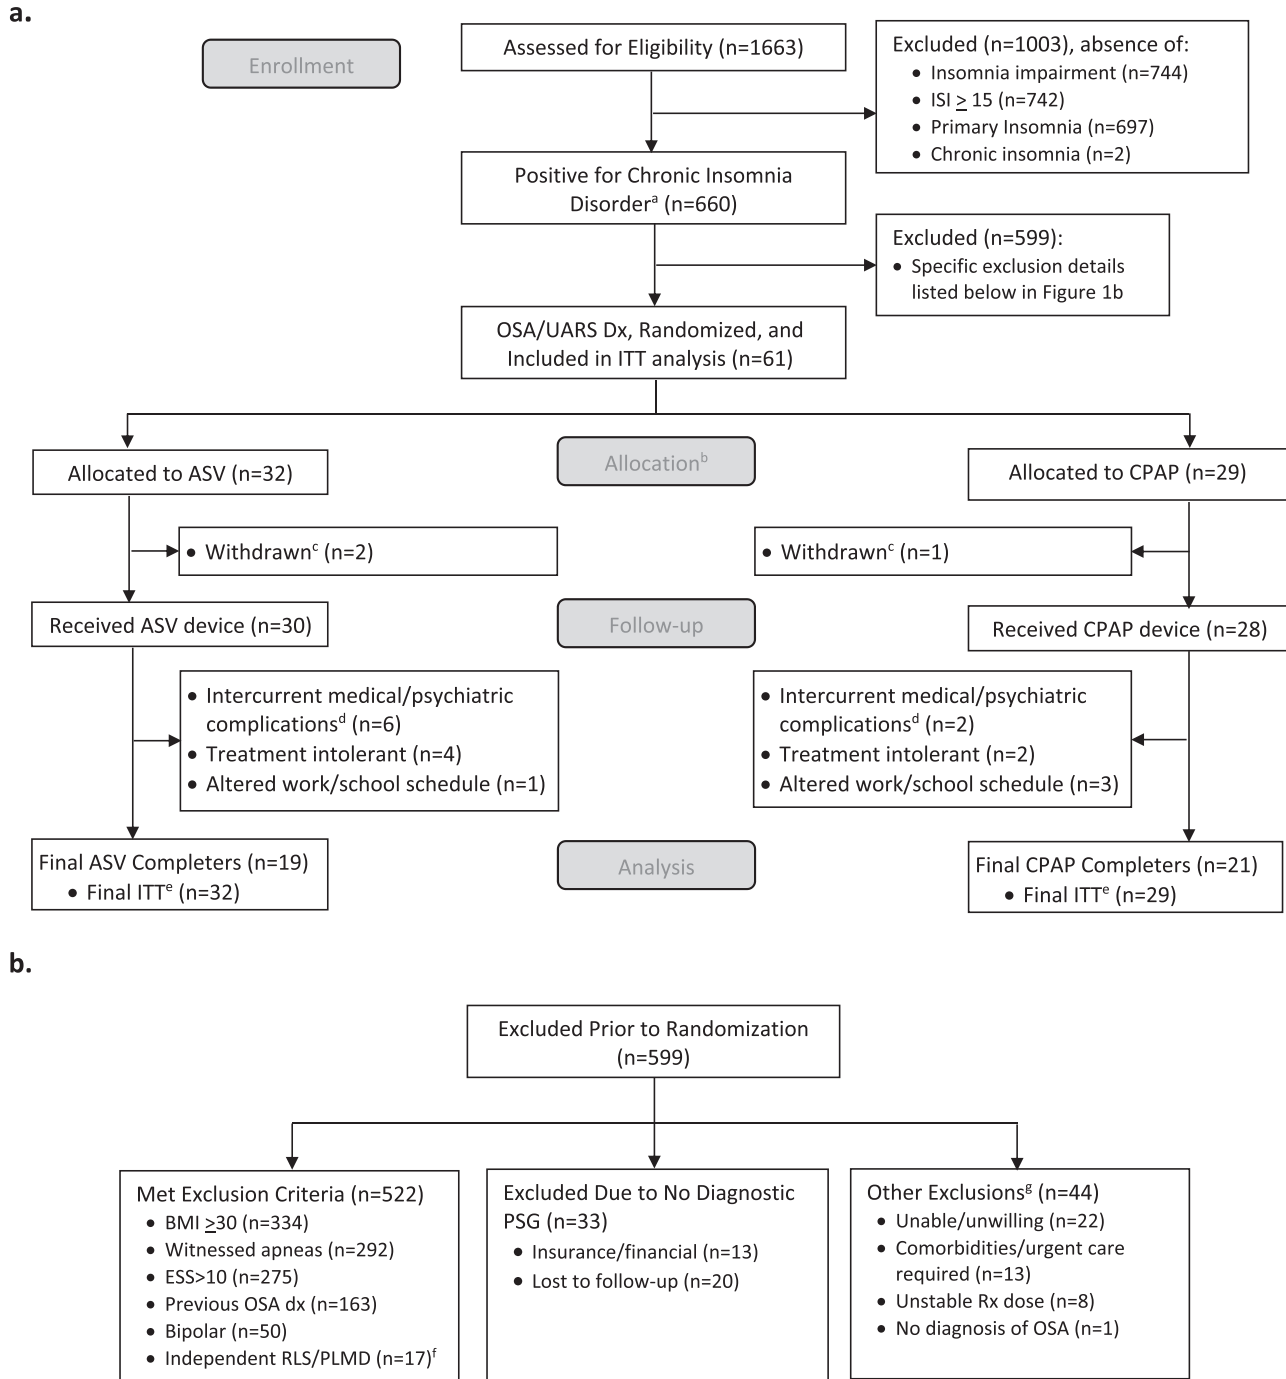 a.
Enrollment
Assessed for Eligibility (n=1663)
Excluded (n=1003), absence of:
• Insomnia impairment (n=744)
• ISI ≥ 15 (n=742)
• Primary Insomnia (n=697)
• Chronic insomnia (n=2)
Positive for Chronic Insomnia
Disorderᵃ (n=660)
Excluded (n=599):
• Specific exclusion details
listed below in Figure 1b
OSA/UARS Dx, Randomized, and
Included in ITT analysis (n=61)
Allocationᵇ
Allocated to ASV (n=32)
Allocated to CPAP (n=29)
• Withdrawnᶜ (n=2)
• Withdrawnᶜ (n=1)
Received ASV device (n=30)
Follow-up
Received CPAP device (n=28)
• Intercurrent medical/psychiatric
complicationsᵈ (n=6)
• Treatment intolerant (n=4)
• Altered work/school schedule (n=1)
• Intercurrent medical/psychiatric
complicationsᵈ (n=2)
• Treatment intolerant (n=2)
• Altered work/school schedule (n=3)
Final ASV Completers (n=19)
• Final ITTᵉ (n=32)
Analysis
Final CPAP Completers (n=21)
• Final ITTᵉ (n=29)
b.
Excluded Prior to Randomization
(n=599)
Met Exclusion Criteria (n=522)
• BMI ≥30 (n=334)
• Witnessed apneas (n=292)
• ESS>10 (n=275)
• Previous OSA dx (n=163)
• Bipolar (n=50)
• Independent RLS/PLMD (n=17)ᶠ
Excluded Due to No Diagnostic
PSG (n=33)
• Insurance/financial (n=13)
• Lost to follow-up (n=20)
Other Exclusionsᵍ (n=44)
• Unable/unwilling (n=22)
• Comorbidities/urgent care
required (n=13)
• Unstable Rx dose (n=8)
• No diagnosis of OSA (n=1)